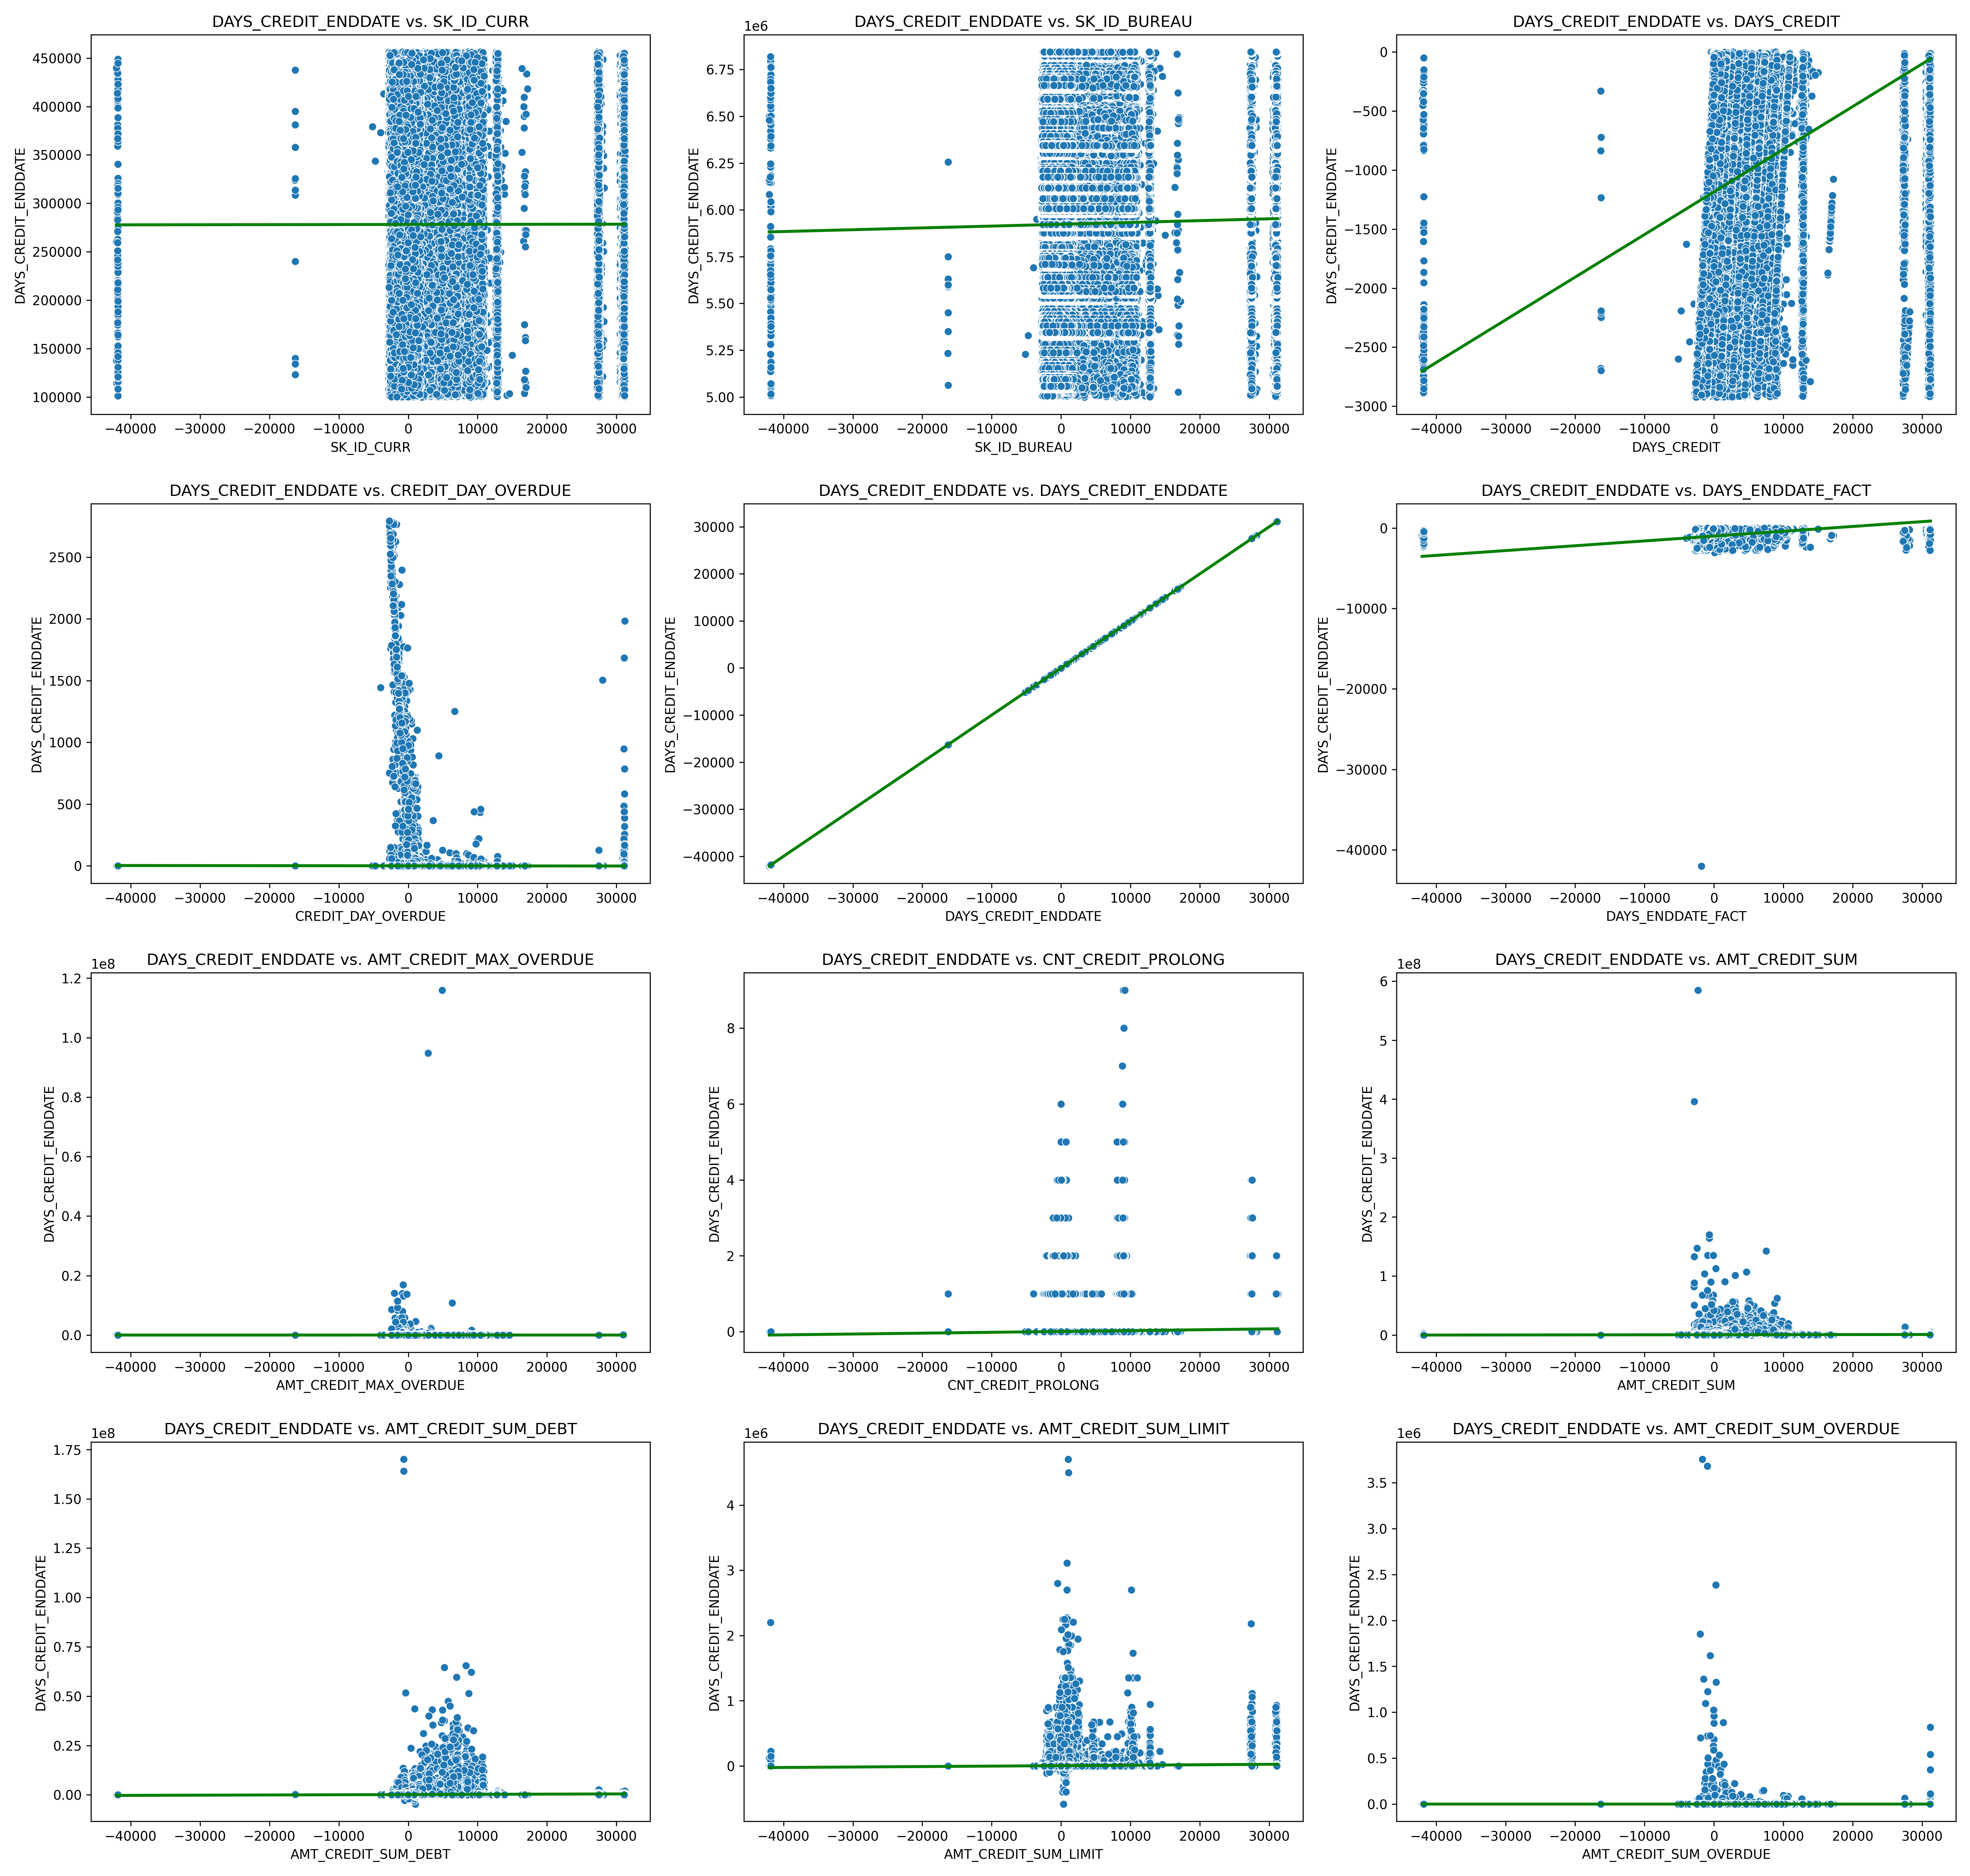 DAYS_CREDIT_ENDDATE vs. SK_ID_CURR
450000
400000
350000
300000
250000
200000
150000
100000
DAYS_CREDIT_ENDDATE
−40000 −30000 −20000 −10000 0 10000 20000 30000
SK_ID_CURR
DAYS_CREDIT_ENDDATE vs. SK_ID_BUREAU
1e6
6.75
6.50
6.25
6.00
5.75
5.50
5.25
5.00
DAYS_CREDIT_ENDDATE
−40000 −30000 −20000 −10000 0 10000 20000 30000
SK_ID_BUREAU
DAYS_CREDIT_ENDDATE vs. DAYS_CREDIT
0
−500
−1000
−1500
−2000
−2500
−3000
DAYS_CREDIT_ENDDATE
−40000 −30000 −20000 −10000 0 10000 20000 30000
DAYS_CREDIT
DAYS_CREDIT_ENDDATE vs. CREDIT_DAY_OVERDUE
2500
2000
1500
1000
500
0
DAYS_CREDIT_ENDDATE
−40000 −30000 −20000 −10000 0 10000 20000 30000
CREDIT_DAY_OVERDUE
DAYS_CREDIT_ENDDATE vs. DAYS_CREDIT_ENDDATE
30000
20000
10000
0
−10000
−20000
−30000
−40000
DAYS_CREDIT_ENDDATE
−40000 −30000 −20000 −10000 0 10000 20000 30000
DAYS_CREDIT_ENDDATE
DAYS_CREDIT_ENDDATE vs. DAYS_ENDDATE_FACT
0
−10000
−20000
−30000
−40000
DAYS_CREDIT_ENDDATE
−40000 −30000 −20000 −10000 0 10000 20000 30000
DAYS_ENDDATE_FACT
DAYS_CREDIT_ENDDATE vs. AMT_CREDIT_MAX_OVERDUE
1e8
1.2
1.0
0.8
0.6
0.4
0.2
0.0
DAYS_CREDIT_ENDDATE
−40000 −30000 −20000 −10000 0 10000 20000 30000
AMT_CREDIT_MAX_OVERDUE
DAYS_CREDIT_ENDDATE vs. CNT_CREDIT_PROLONG
8
6
4
2
0
DAYS_CREDIT_ENDDATE
−40000 −30000 −20000 −10000 0 10000 20000 30000
CNT_CREDIT_PROLONG
DAYS_CREDIT_ENDDATE vs. AMT_CREDIT_SUM
1e8
6
5
4
3
2
1
0
DAYS_CREDIT_ENDDATE
−40000 −30000 −20000 −10000 0 10000 20000 30000
AMT_CREDIT_SUM
DAYS_CREDIT_ENDDATE vs. AMT_CREDIT_SUM_DEBT
1e8
1.75
1.50
1.25
1.00
0.75
0.50
0.25
0.00
DAYS_CREDIT_ENDDATE
−40000 −30000 −20000 −10000 0 10000 20000 30000
AMT_CREDIT_SUM_DEBT
DAYS_CREDIT_ENDDATE vs. AMT_CREDIT_SUM_LIMIT
1e6
4
3
2
1
0
DAYS_CREDIT_ENDDATE
−40000 −30000 −20000 −10000 0 10000 20000 30000
AMT_CREDIT_SUM_LIMIT
DAYS_CREDIT_ENDDATE vs. AMT_CREDIT_SUM_OVERDUE
1e6
3.5
3.0
2.5
2.0
1.5
1.0
0.5
0.0
DAYS_CREDIT_ENDDATE
−40000 −30000 −20000 −10000 0 10000 20000 30000
AMT_CREDIT_SUM_OVERDUE